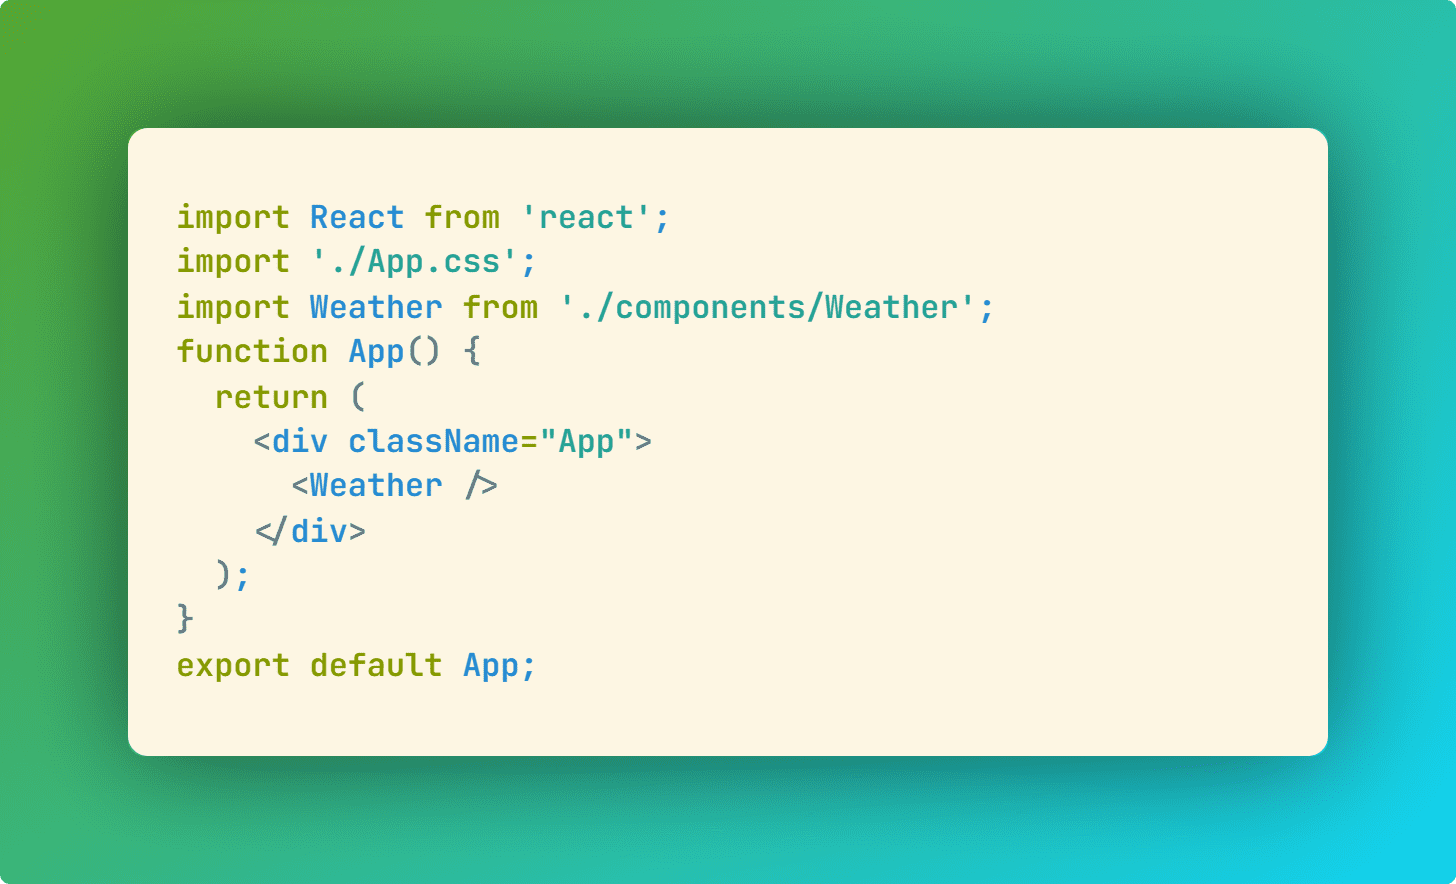 import React from 'react';
import './App.css';
import Weather from './components/Weather';
function App() {
  return (
    <div className="App">
      <Weather />
    </div>
  );
}
export default App;